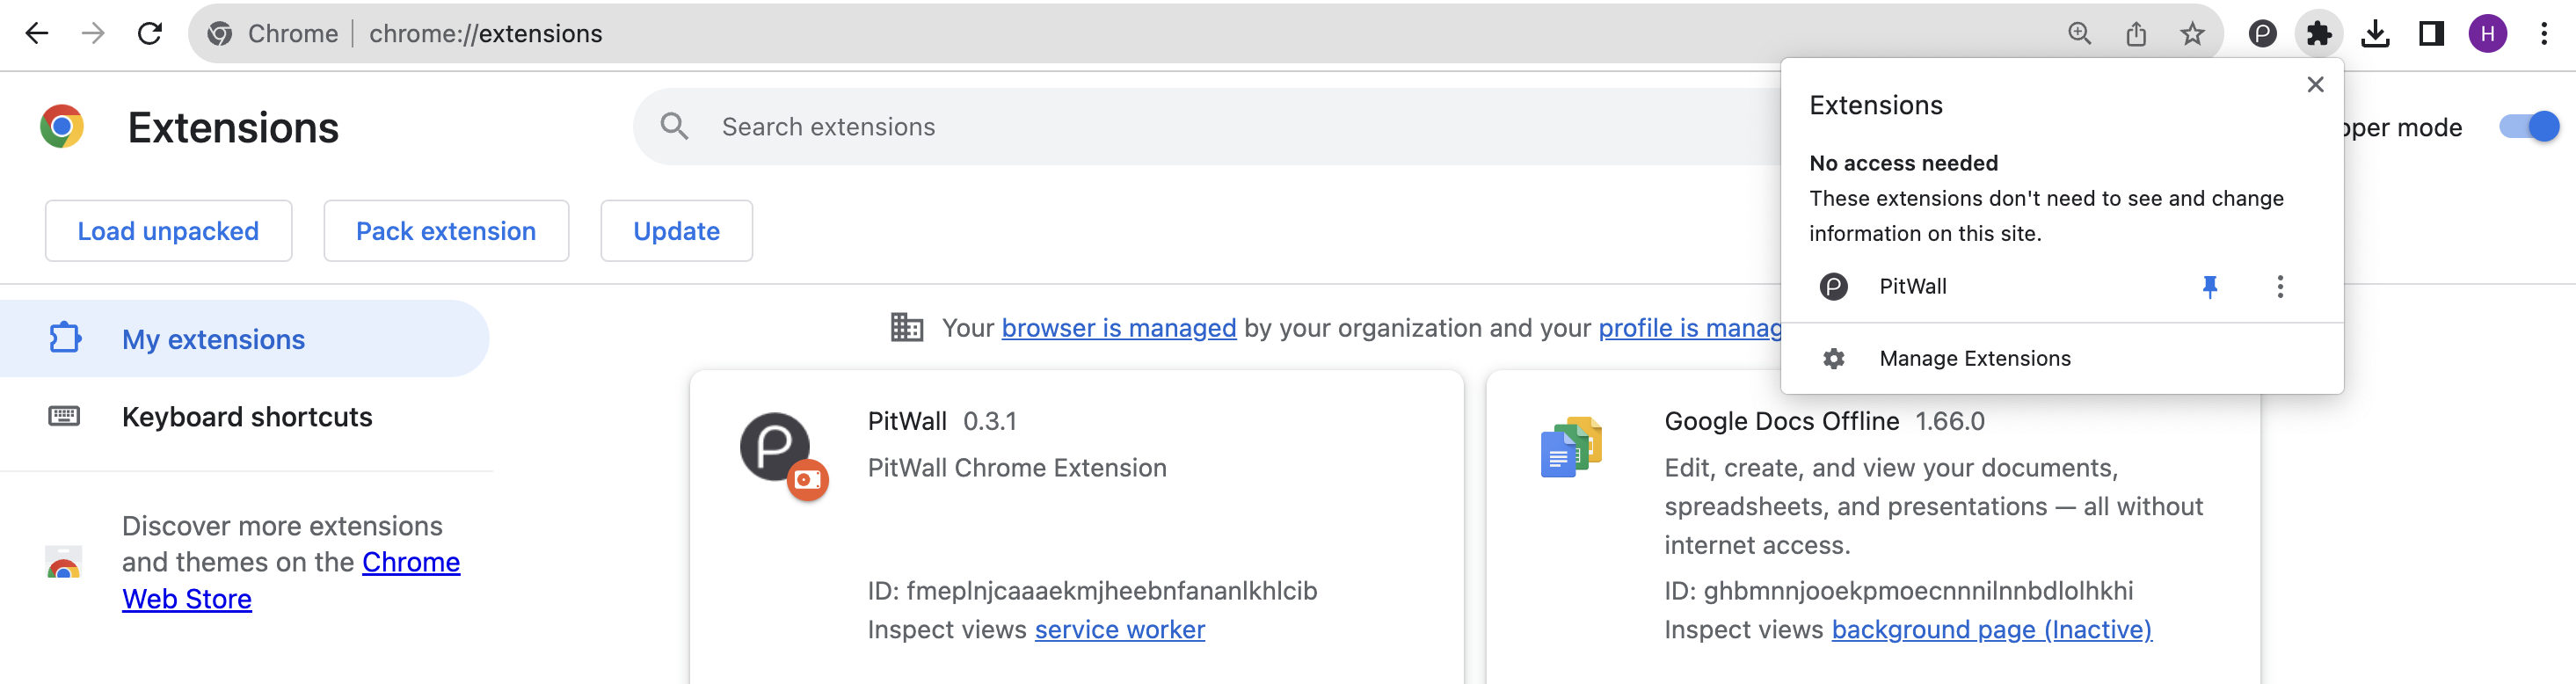 Chrome | chrome://extensions
H
Extensions
Search extensions
oper mode
Extensions
No access needed
These extensions don't need to see and change
information on this site.
PitWall
Manage Extensions
Load unpacked
Pack extension
Update
My extensions
Keyboard shortcuts
Discover more extensions
and themes on the Chrome
Web Store
Your browser is managed by your organization and your profile is manag
PitWall 0.3.1
PitWall Chrome Extension
ID: fmeplnjcaaaekmjheebnfananlkhlcib
Inspect views service worker
Google Docs Offline 1.66.0
Edit, create, and view your documents,
spreadsheets, and presentations — all without
internet access.
ID: ghbmnnjooekpmoecnnnilnnbdlolhkhi
Inspect views background page (Inactive)